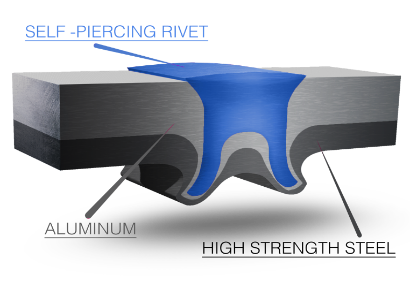 SELF -PIERCING RIVET
ALUMINUM
HIGH STRENGTH STEEL